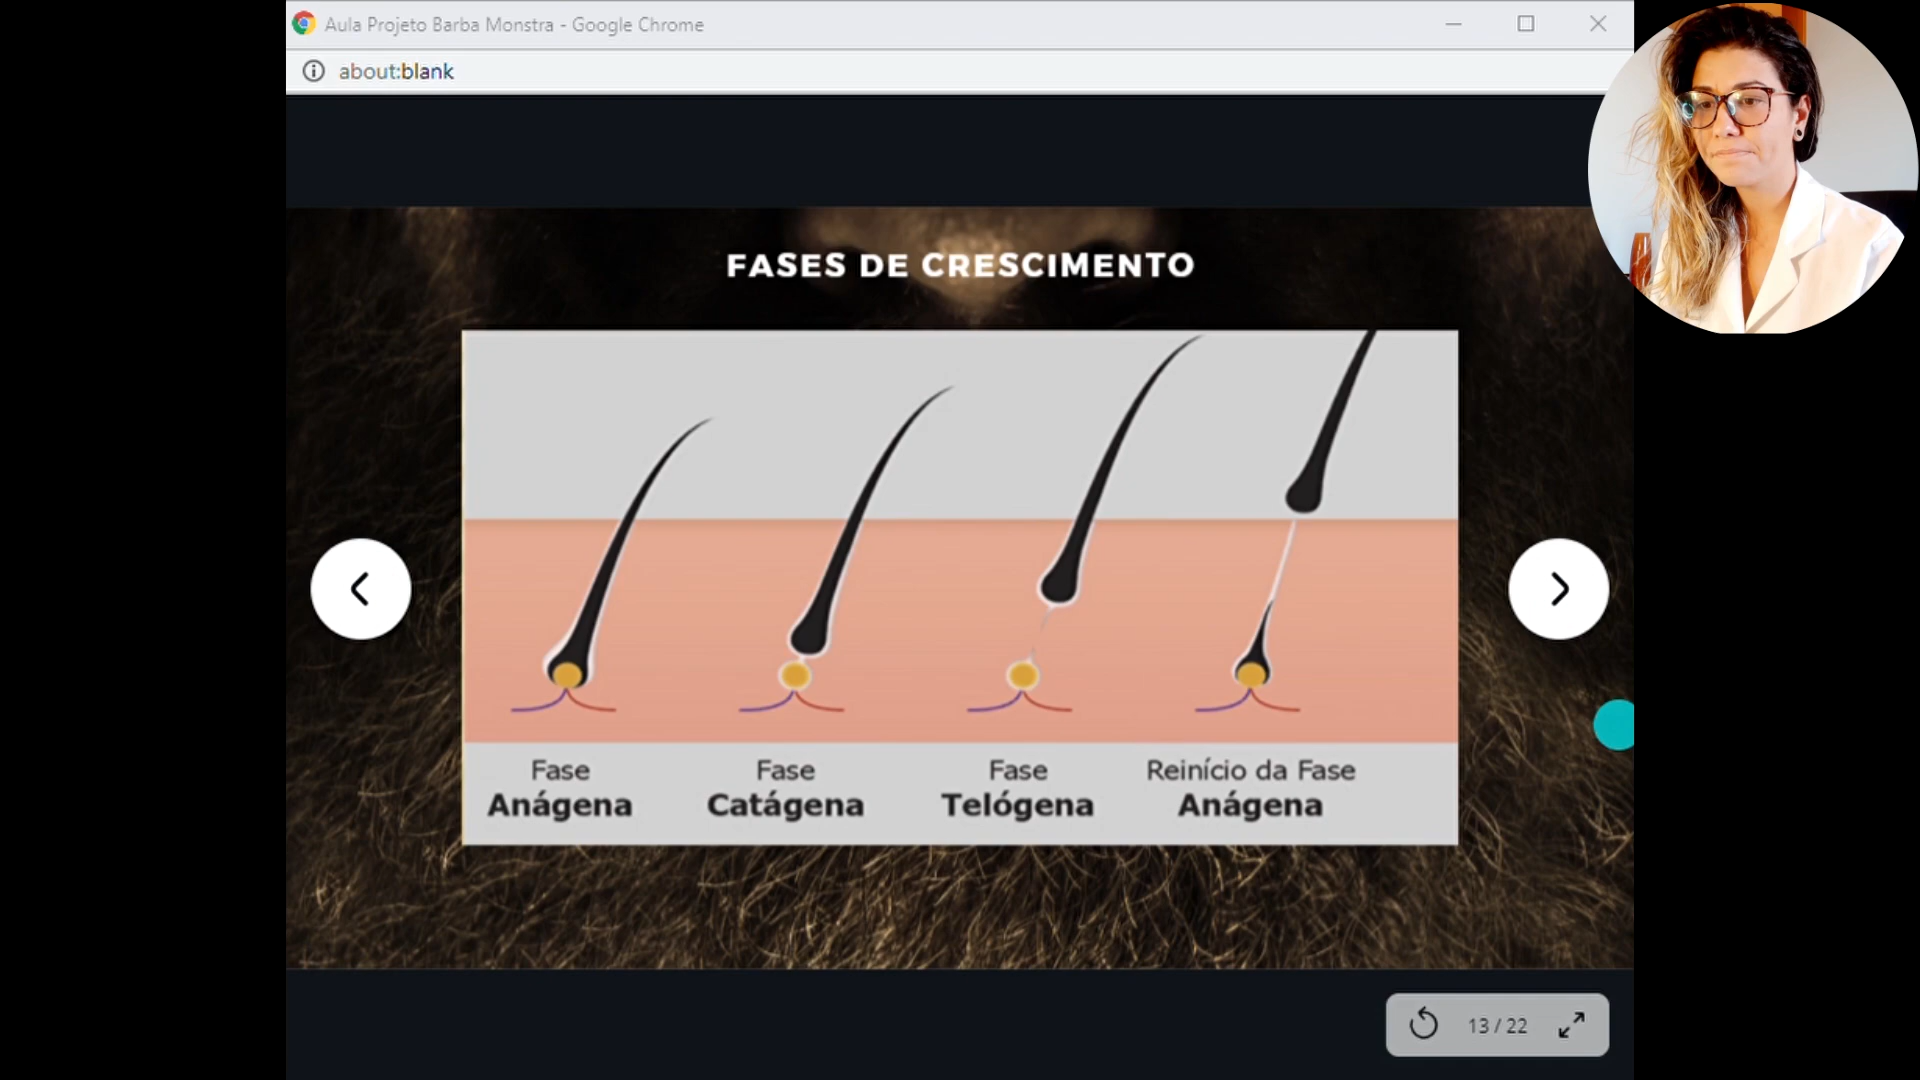 Aula Projeto Barba Monstra - Google Chrome
about:blank
FASES DE CRESCIMENTO
Fase
Anágena
Fase
Catágena
Fase
Telógena
Reinício da Fase
Anágena
13 / 22